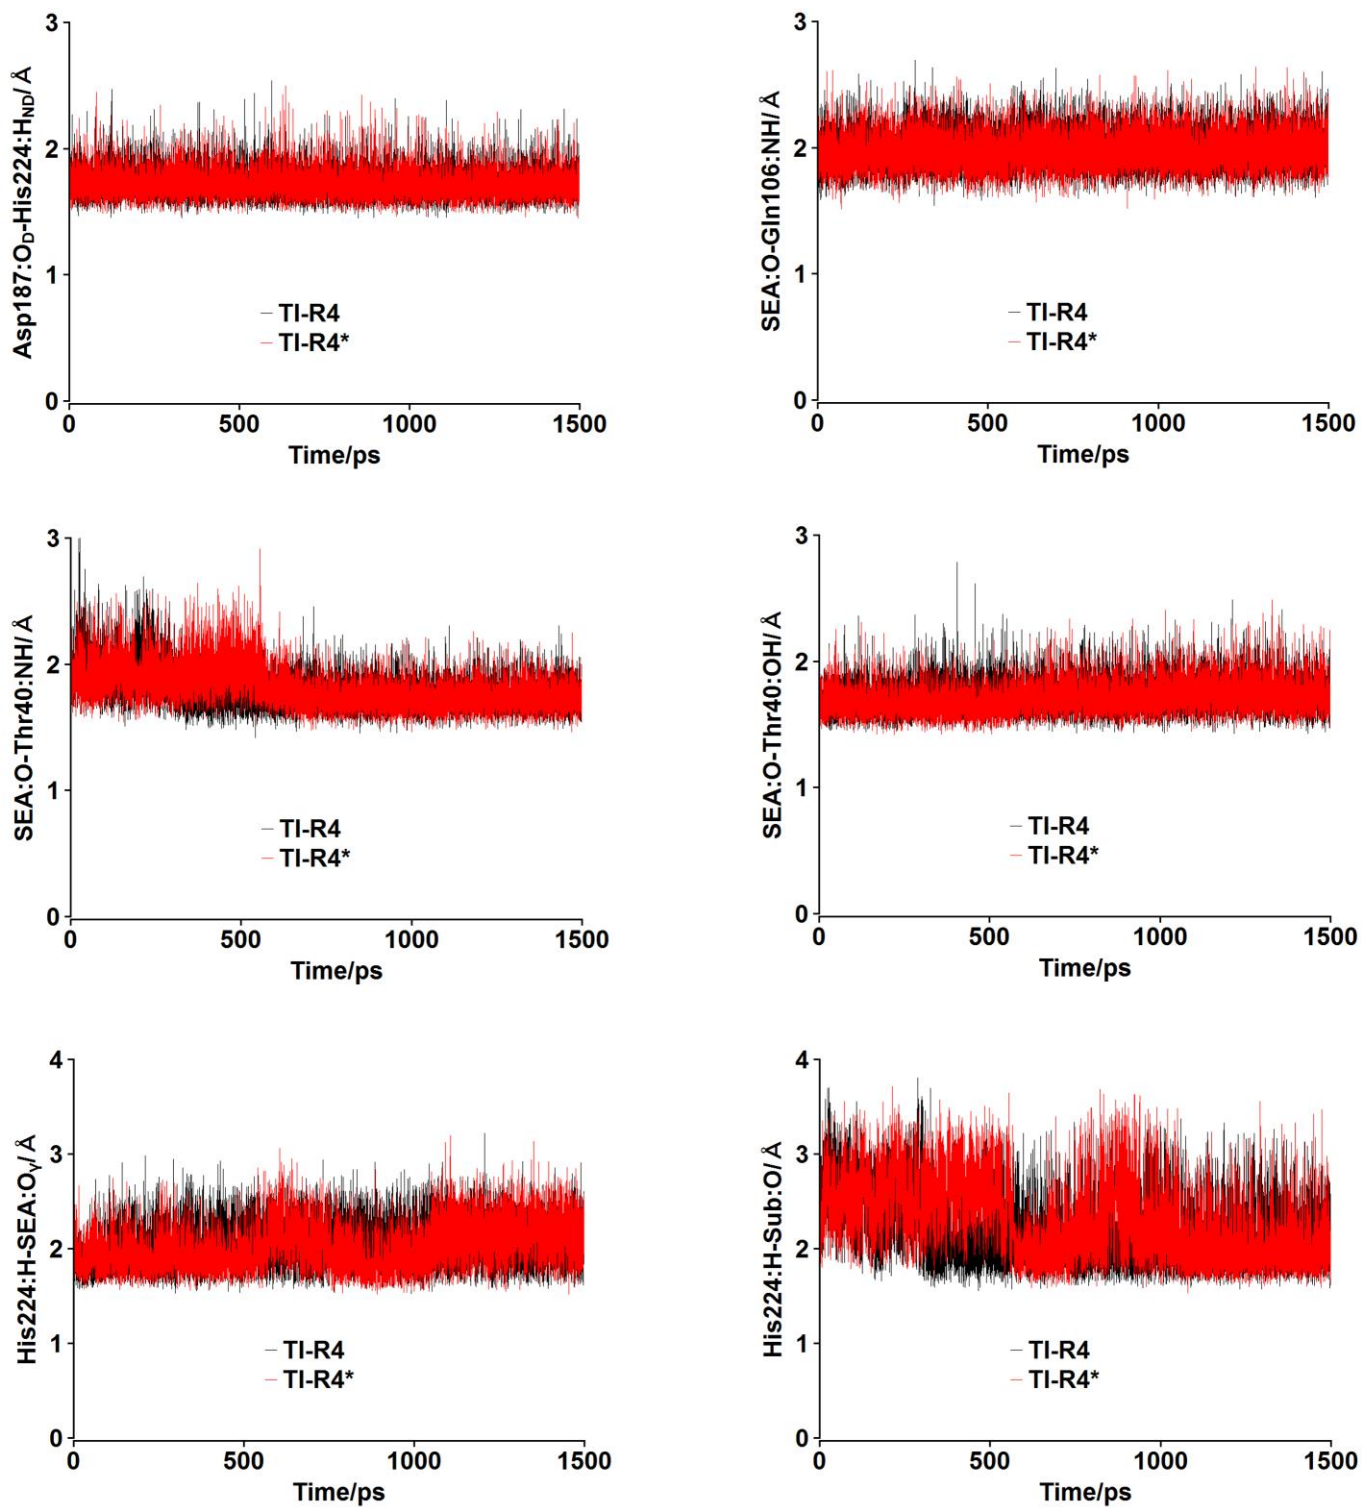 Asp187:O_D-His224:H_ND/ Å
3
2
1
0
TI-R4
TI-R4*
0 500 1000 1500
Time/ps
SEA:O-Gln106:NH/ Å
3
2
1
0
TI-R4
TI-R4*
0 500 1000 1500
Time/ps
SEA:O-Thr40:NH/ Å
3
2
1
0
TI-R4
TI-R4*
0 500 1000 1500
Time/ps
SEA:O-Thr40:OH/ Å
3
2
1
0
TI-R4
TI-R4*
0 500 1000 1500
Time/ps
His224:H-SEA:Oγ/ Å
4
3
2
1
0
TI-R4
TI-R4*
0 500 1000 1500
Time/ps
His224:H-Sub:O/ Å
4
3
2
1
0
TI-R4
TI-R4*
0 500 1000 1500
Time/ps